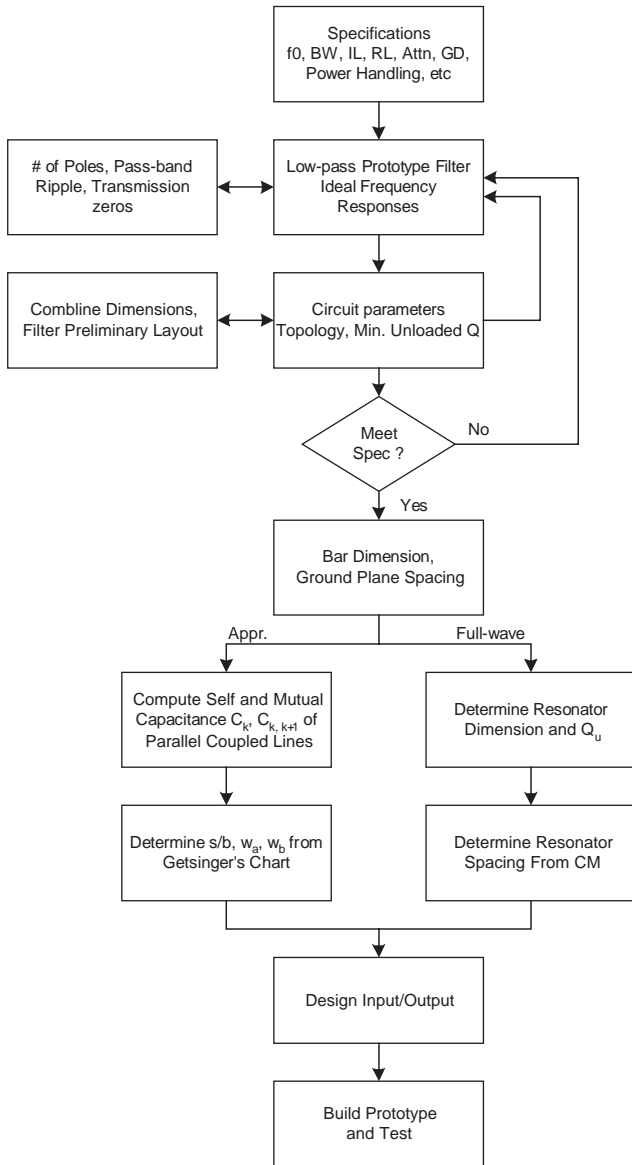 Specifications
f0, BW, IL, RL, Attn, GD,
Power Handling, etc
# of Poles, Pass-band
Ripple, Transmission
zeros
Low-pass Prototype Filter
Ideal Frequency
Responses
Combline Dimensions,
Filter Preliminary Layout
Circuit parameters
Topology, Min. Unloaded Q
Meet
Spec ?
No
Yes
Bar Dimension,
Ground Plane Spacing
Appr.
Full-wave
Compute Self and Mutual
Capacitance Ck, Ck, k+1 of
Parallel Coupled Lines
Determine Resonator
Dimension and Qu
Determine s/b, wa, wb from
Getsinger's Chart
Determine Resonator
Spacing From CM
Design Input/Output
Build Prototype
and Test